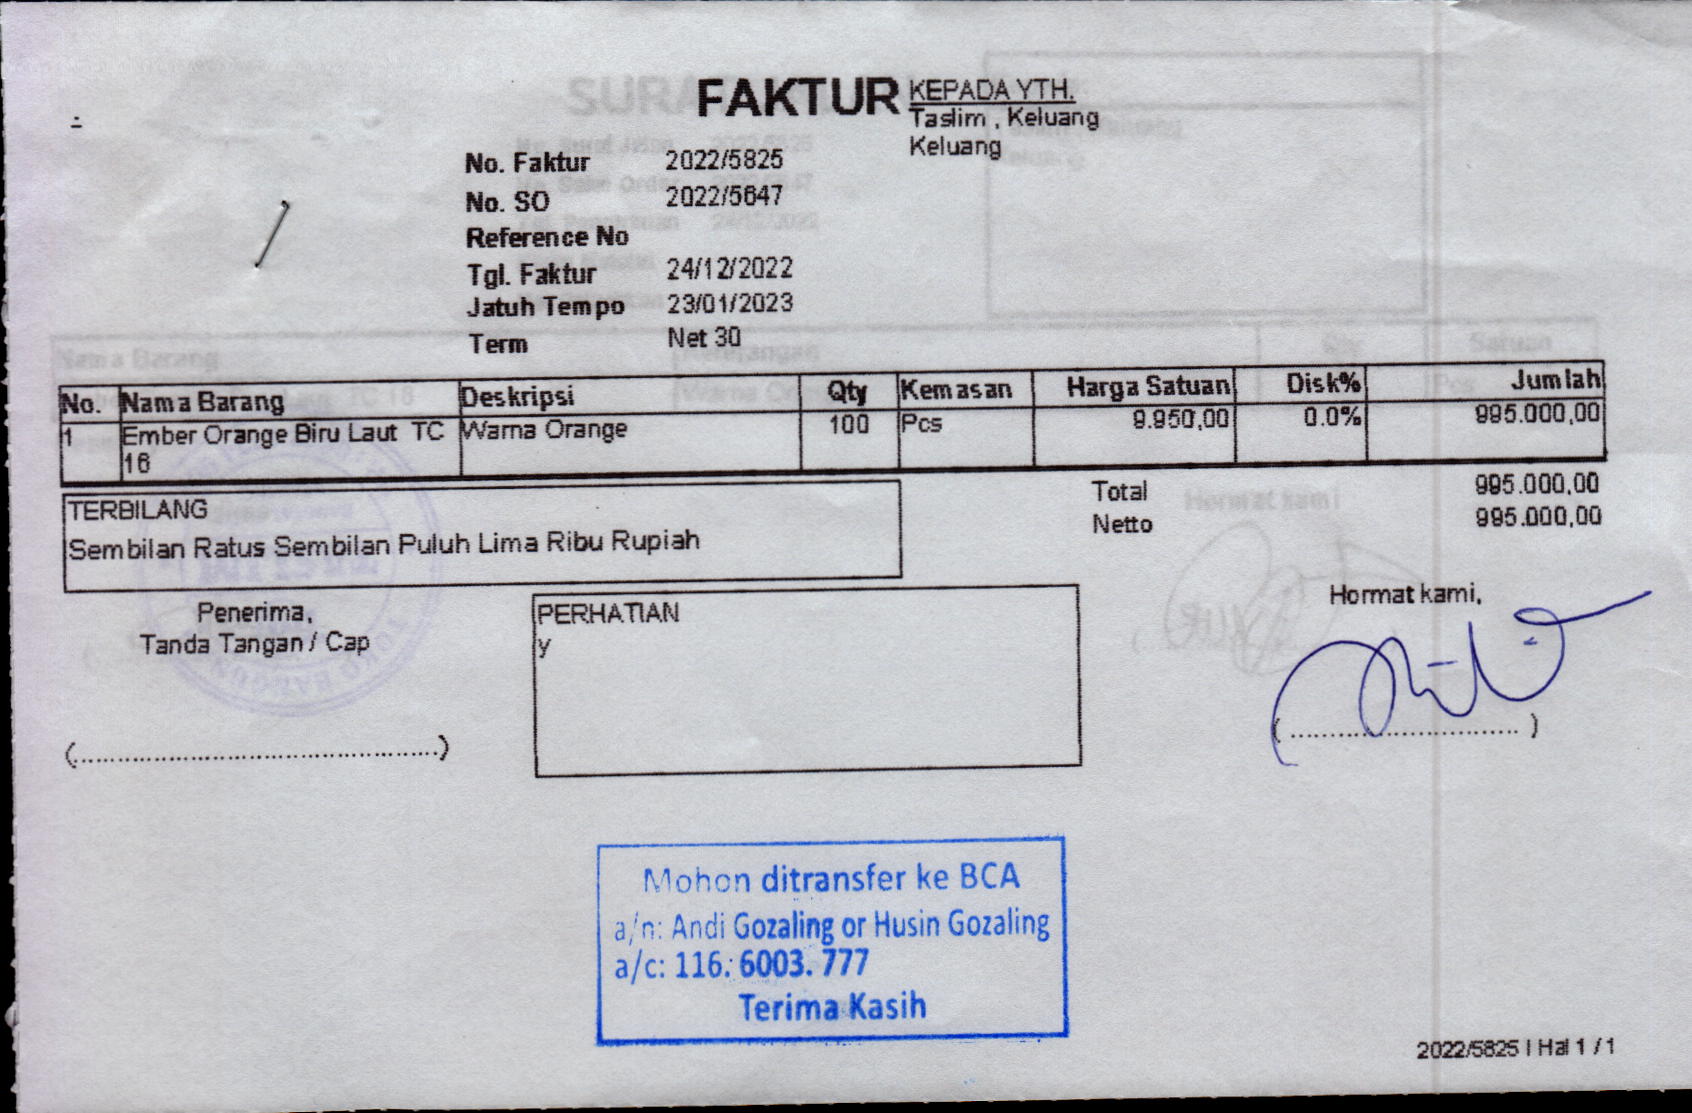 FAKTUR
KEPADA YTH.
Taslim , Keluang
Keluang
No. Faktur 2022/5825
No. SO 2022/5647
Reference No
Tgl. Faktur 24/12/2022
Jatuh Tempo 23/01/2023
Term Net 30
No. Nama Barang Deskripsi Qty Kemasan Harga Satuan Disk% Jumlah
1 Ember Orange Biru Laut TC Warna Orange 100 Pcs 9.950,00 0.0% 995.000,00
16
Total 995.000,00
Netto 995.000,00
TERBILANG
Sembilan Ratus Sembilan Puluh Lima Ribu Rupiah
Penerima,
Tanda Tangan / Cap
(..........................................)
PERHATIAN
y
Hormat kami,
(............................)
Mohon ditransfer ke BCA
a/n: Andi Gozaling or Husin Gozaling
a/c: 116. 6003. 777
Terima Kasih
2022/5825 | Hal 1 / 1